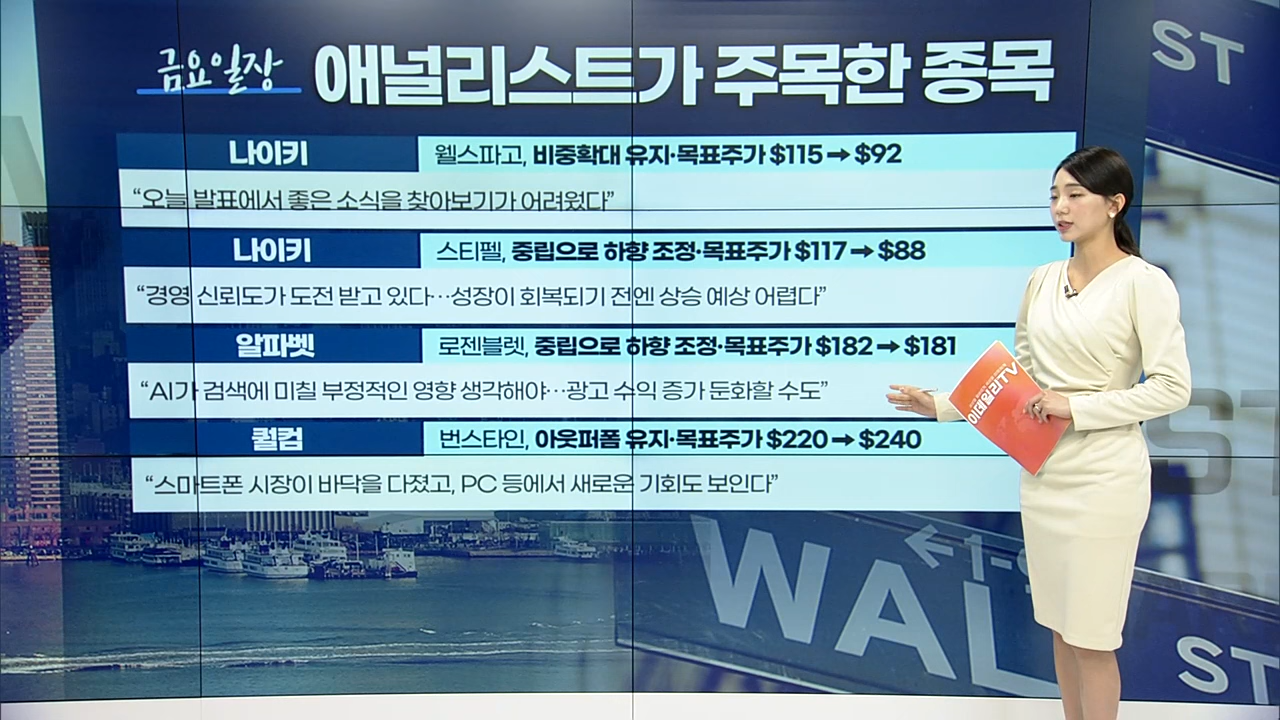 금요일장 애널리스트가 주목한 종목
나이키 웰스파고, 비중확대 유지·목표주가 $115 → $92
“오늘 발표에서 좋은 소식을 찾아보기가 어려웠다”
나이키 스티펠, 중립으로 하향 조정·목표주가 $117 → $88
“경영 신뢰도가 도전 받고 있다…성장이 회복되기 전엔 상승 예상 어렵다”
알파벳 로젠블렛, 중립으로 하향 조정·목표주가 $182 → $181
“AI가 검색에 미칠 부정적인 영향 생각해야…광고 수익 증가 둔화할 수도”
퀄컴 번스타인, 아웃퍼폼 유지·목표주가 $220 → $240
“스마트폰 시장이 바닥을 다졌고, PC 등에서 새로운 기회도 보인다”
이데일리TV
ST
ST
WALL
ST